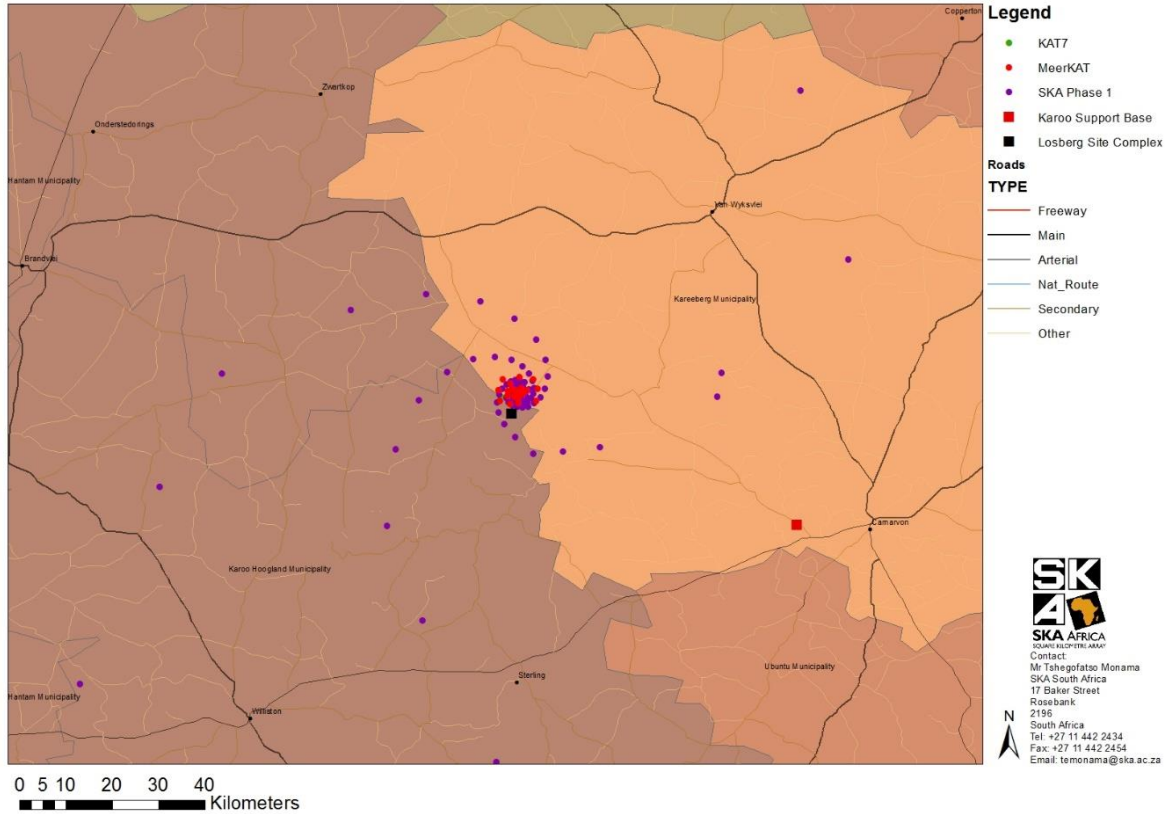 Copperton
Zwartkop
Onderstedorings
Hantam Municipality
Van Wyksvlei
Brandvlei
Kareeberg Municipality
Carnarvon
Karoo Hoogland Municipality
Ubuntu Municipality
Sterling
Hantam Municipality
Williston
0 5 10 20 30 40
Kilometers
Legend
KAT7
MeerKAT
SKA Phase 1
Karoo Support Base
Losberg Site Complex
Roads
TYPE
Freeway
Main
Arterial
Nat_Route
Secondary
Other
SK
A
SKA AFRICA
SQUARE KILOMETRE ARRAY
Contact:
Mr Tshegofatso Monama
SKA South Africa
17 Baker Street
Rosebank
2196
South Africa
Tel: +27 11 442 2434
Fax: +27 11 442 2454
Email: temonama@ska.ac.za
N